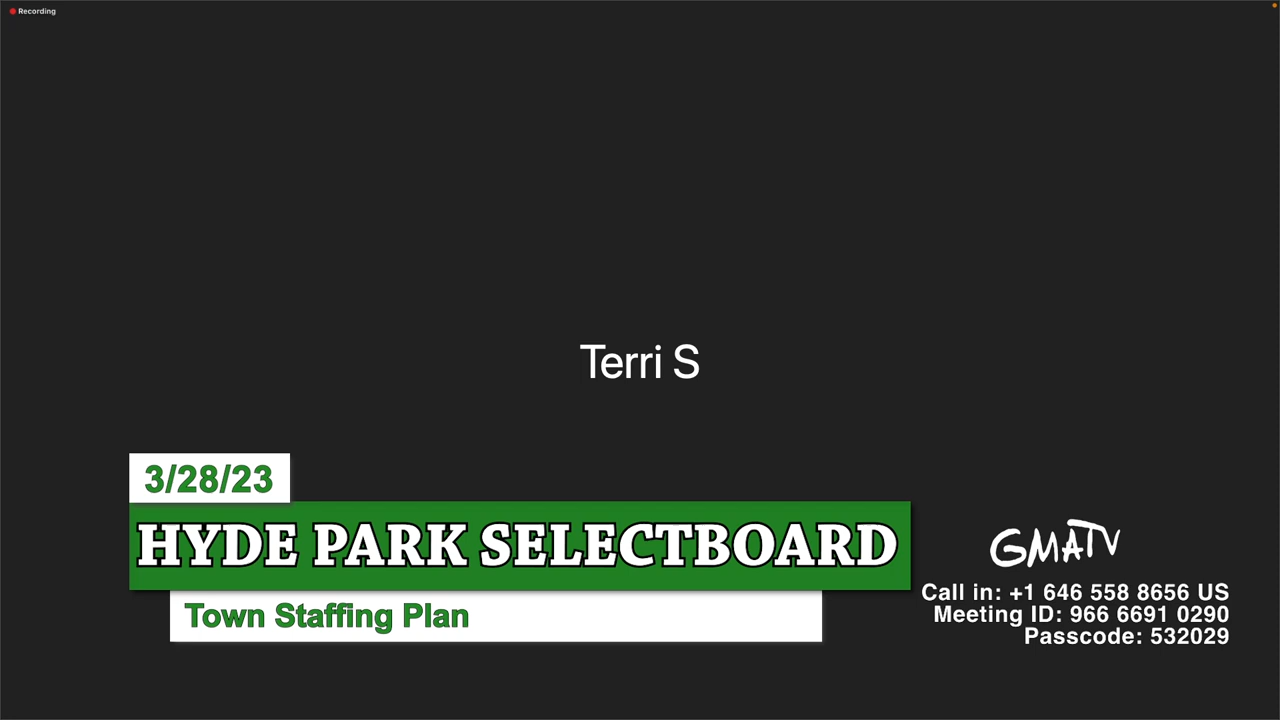 Recording
Terri S
3/28/23
HYDE PARK SELECTBOARD
Town Staffing Plan
GMATV
Call in: +1 646 558 8656 US
Meeting ID: 966 6691 0290
Passcode: 532029